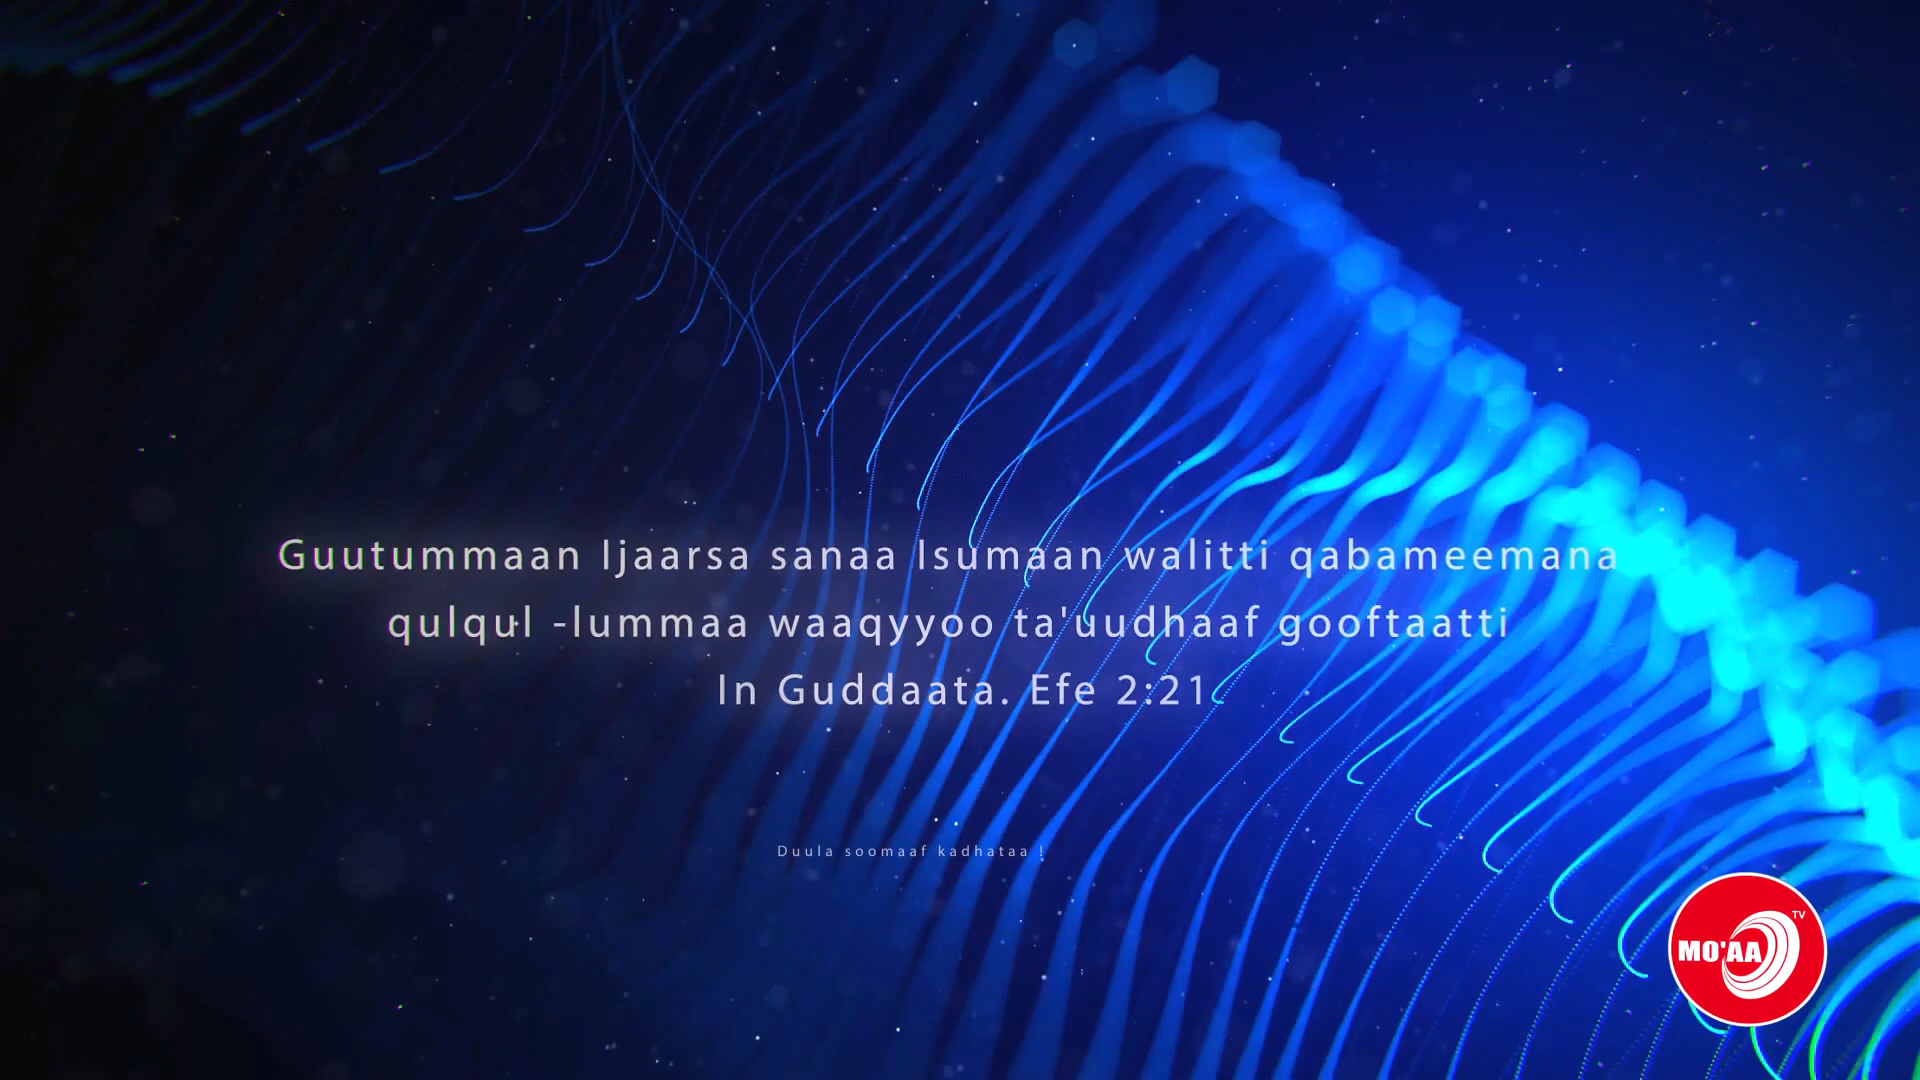 Guutummaan Ijaarsa sanaa Isumaan walitti qabameemana
qulqul -lummaa waaqyyoo ta'uudhaaf gooftaatti
In Guddaata. Efe 2:21
Duula soomaaf kadhataa !
MO'AA TV